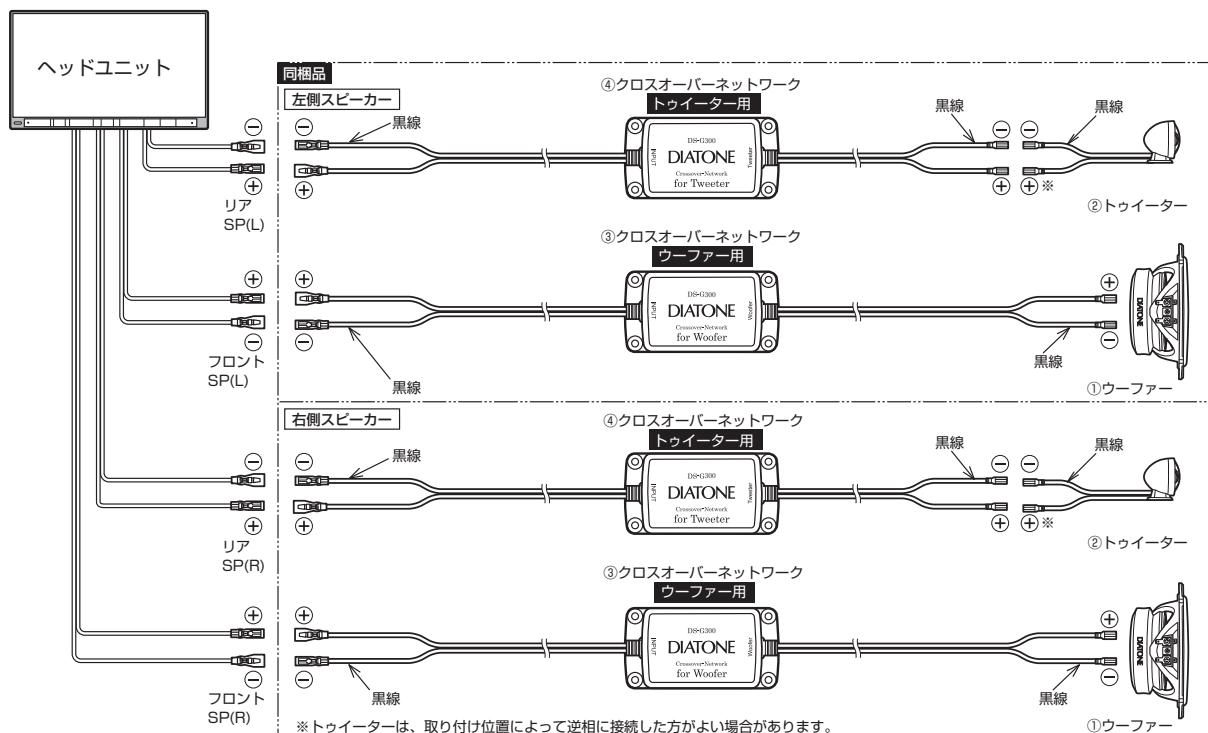 ヘッドユニット
同梱品
左側スピーカー
④クロスオーバーネットワーク
トゥイーター用
⊖
⊖
黒線
DS-G300
INPUT
DIATONE
Tweeter
Crossover-Network
for Tweeter
黒線
⊖
⊖
黒線
⊕
⊕
⊕
⊕※
リア
SP(L)
②トゥイーター
③クロスオーバーネットワーク
ウーファー用
⊕
⊕
DS-G300
INPUT
DIATONE
Woofer
Crossover-Network
for Woofer
⊕
DIATONE
⊖
⊖
黒線
黒線
⊖
フロント
SP(L)
①ウーファー
右側スピーカー
④クロスオーバーネットワーク
トゥイーター用
⊖
⊖
黒線
DS-G300
INPUT
DIATONE
Tweeter
Crossover-Network
for Tweeter
黒線
⊖
⊖
黒線
⊕
⊕
⊕
⊕※
リア
SP(R)
②トゥイーター
③クロスオーバーネットワーク
ウーファー用
⊕
⊕
DS-G300
INPUT
DIATONE
Woofer
Crossover-Network
for Woofer
⊕
DIATONE
⊖
⊖
黒線
黒線
⊖
フロント
SP(R)
①ウーファー
※トゥイーターは、取り付け位置によって逆相に接続した方がよい場合があります。